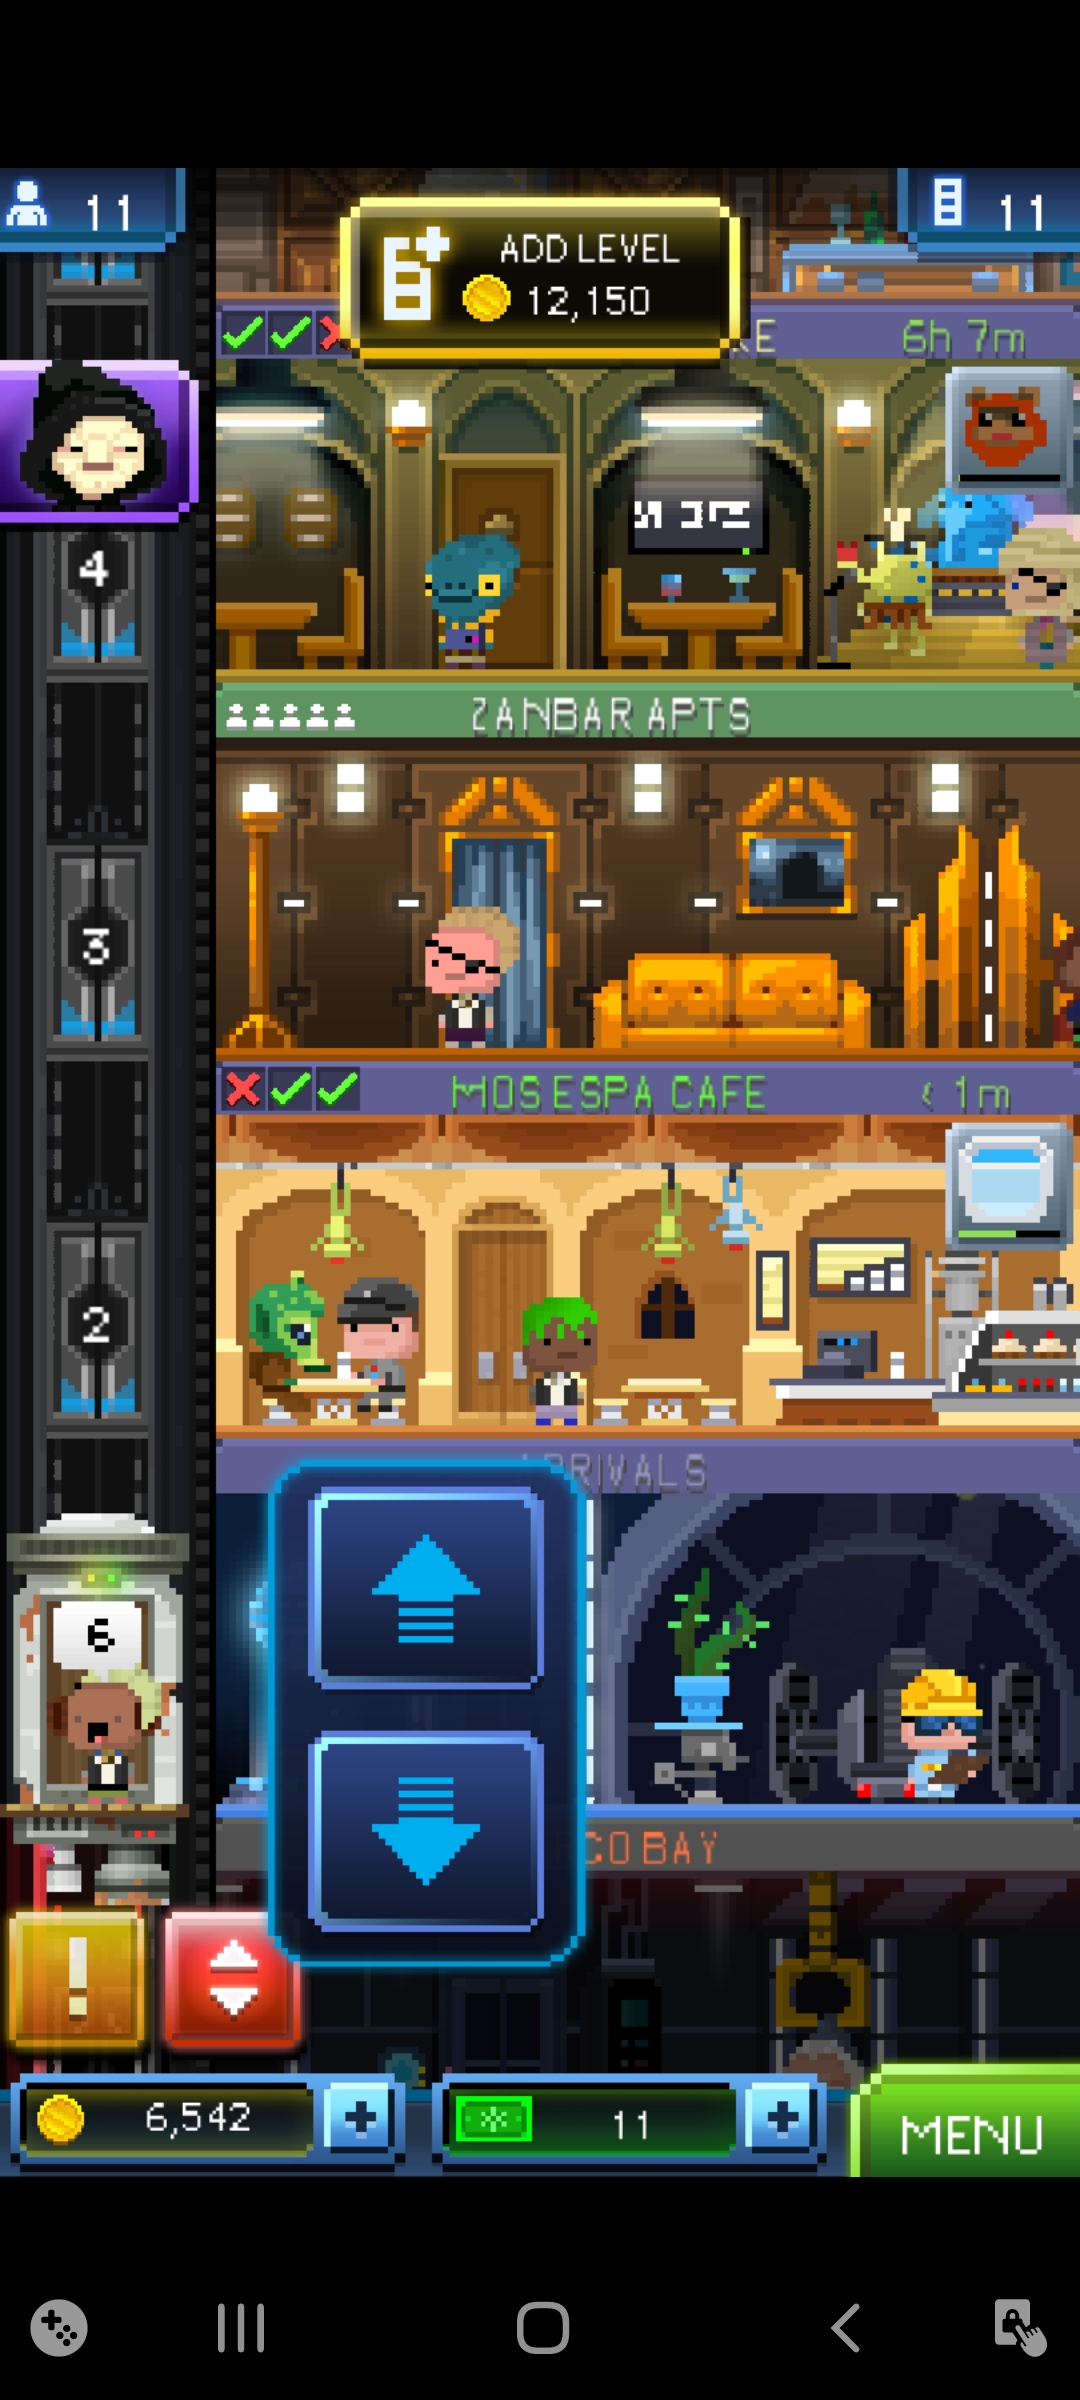 11
ADD LEVEL
12,150
11
KE
6h 7m
4
ZANBAR APTS
3
MOS ESPA CAFE
< 1m
2
RIVALS
6
CO BAY
!
6,542
+
11
+
MENU